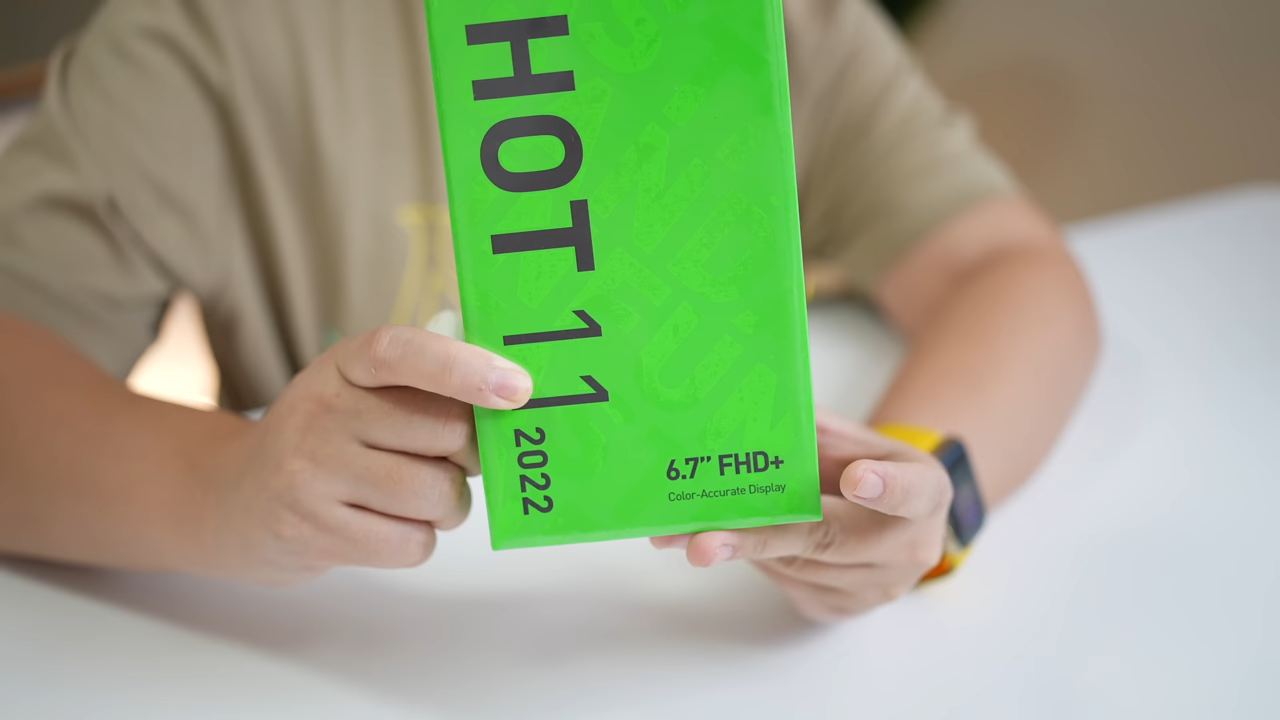 HOT 11
2022
6.7” FHD+
Color-Accurate Display